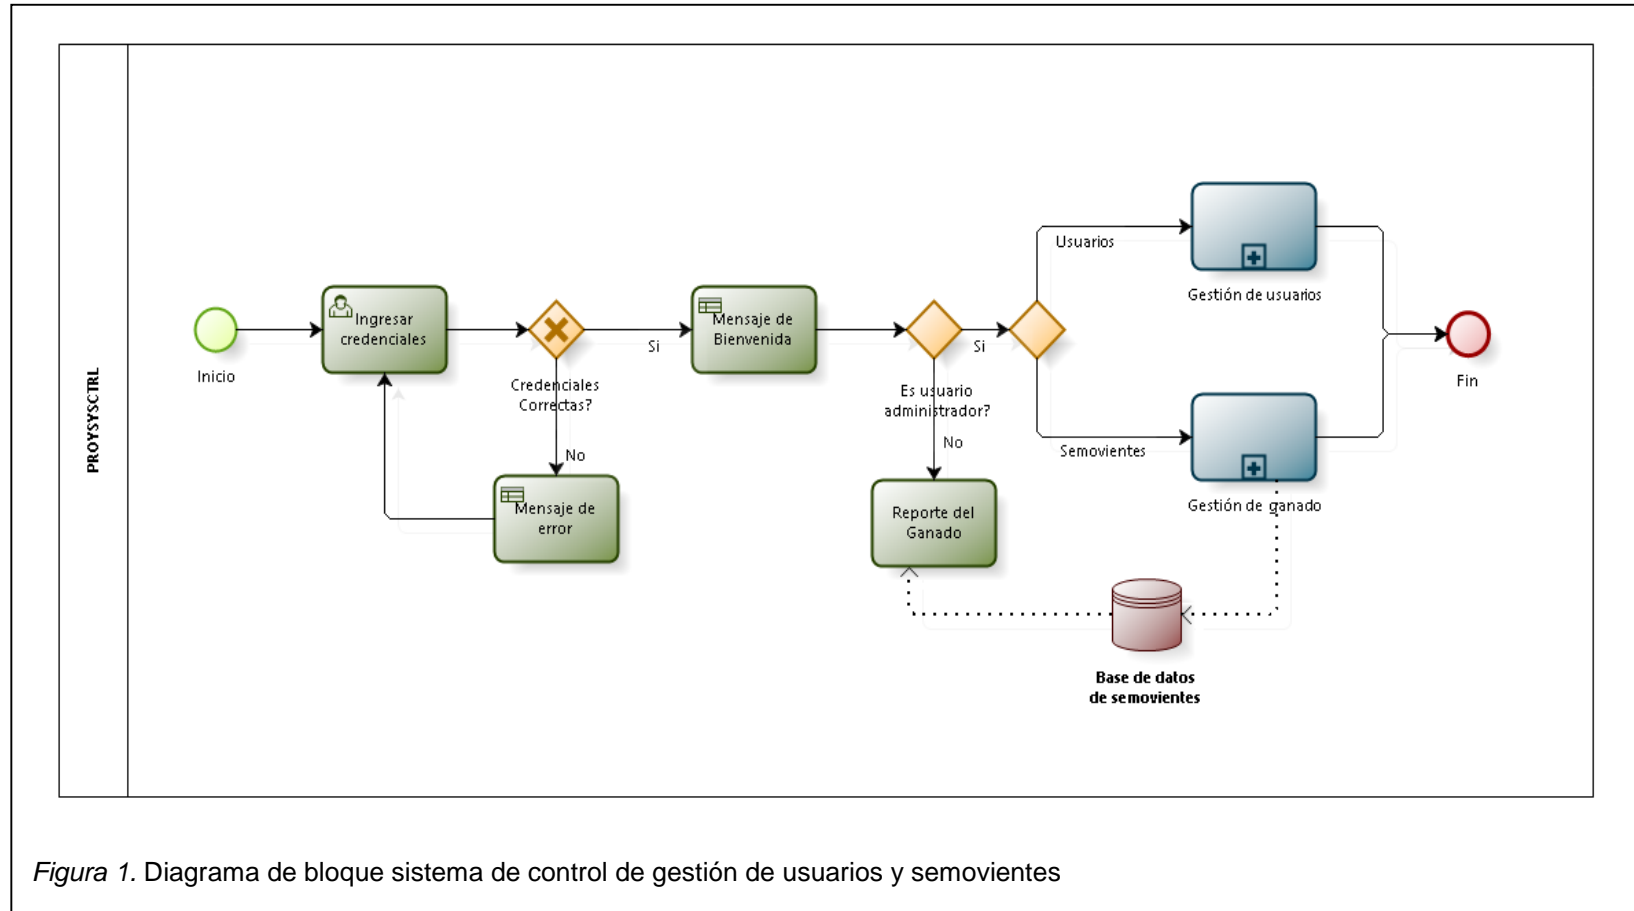 PROYSYSCTRL
Inicio
Ingresar
credenciales
Credenciales
Correctas?
Si
No
Mensaje de
error
Mensaje de
Bienvenida
Es usuario
administrador?
Si
No
Reporte del
Ganado
Usuarios
Gestión de usuarios
Semovientes
Gestión de ganado
Base de datos
de semovientes
Fin
Figura 1. Diagrama de bloque sistema de control de gestión de usuarios y semovientes